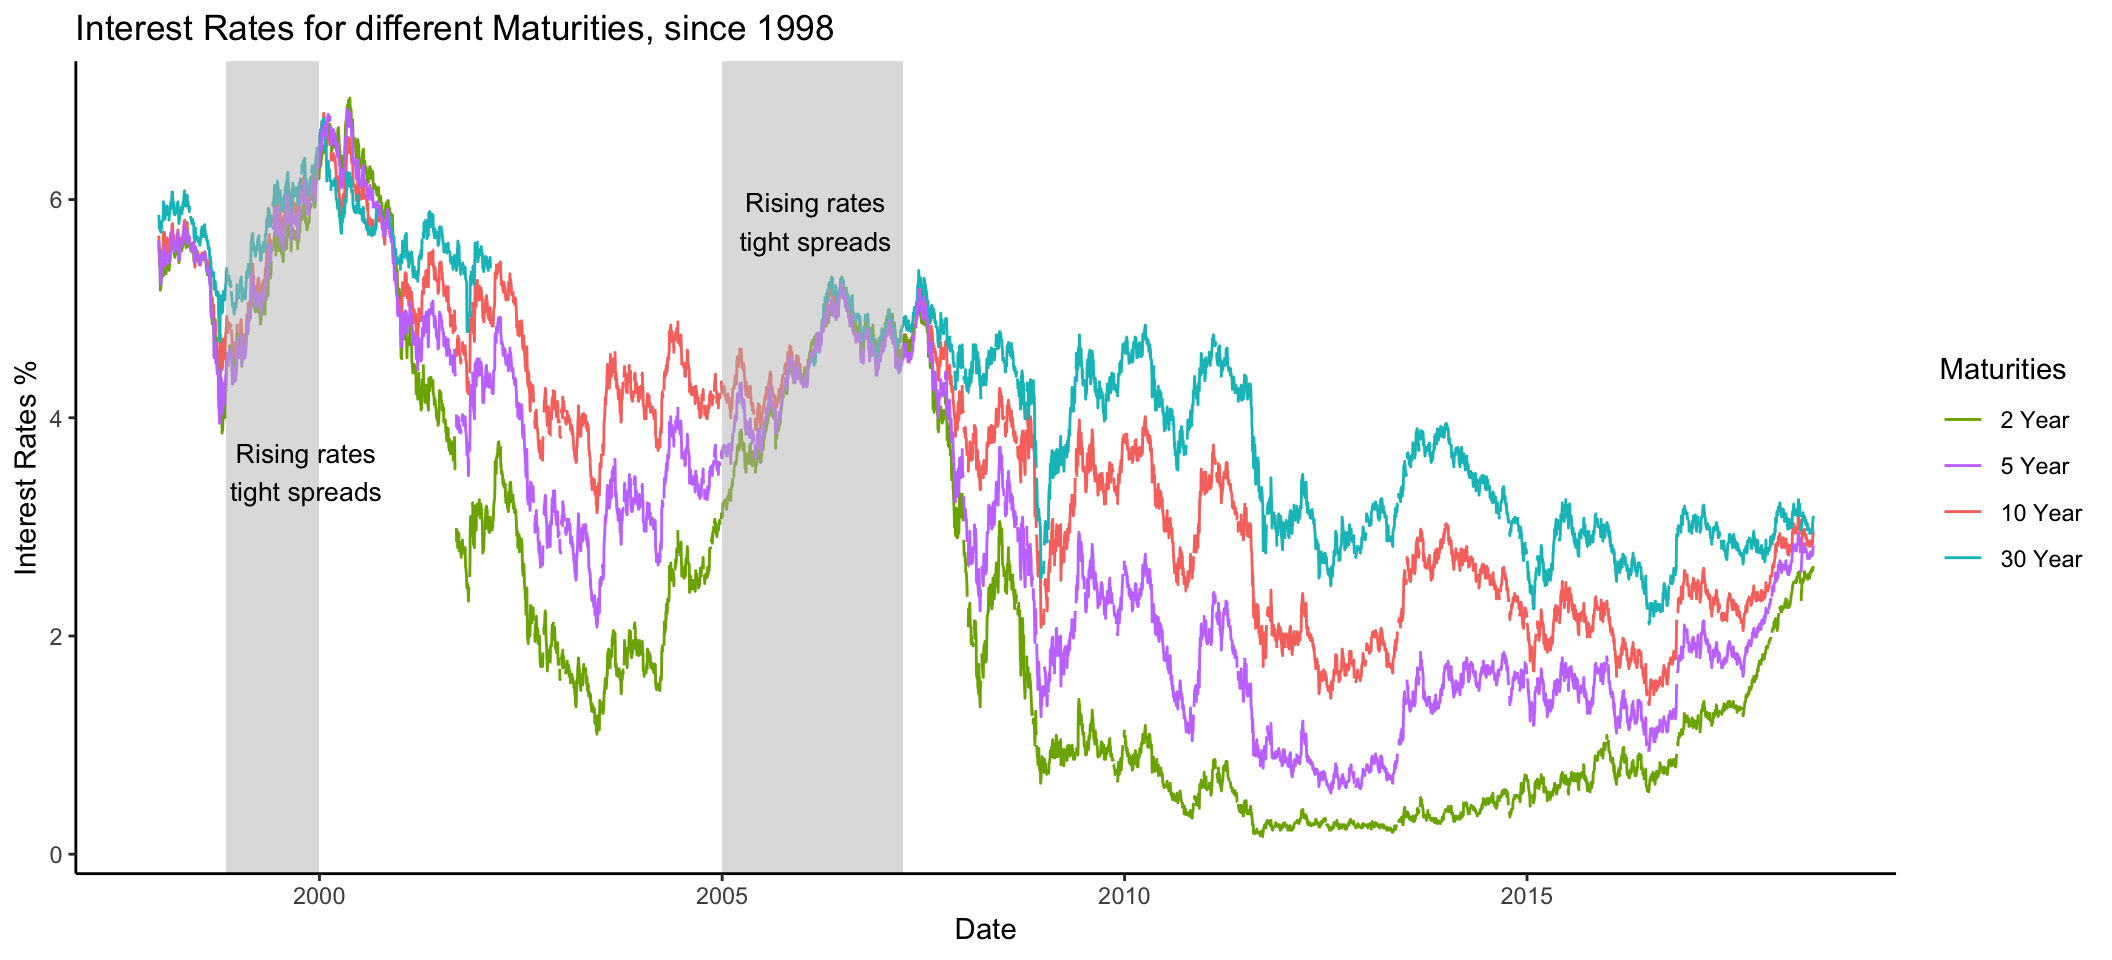 Interest Rates for different Maturities, since 1998
Interest Rates %
6
4
2
0
Rising rates
tight spreads
Rising rates
tight spreads
2000
2005
2010
2015
Date
Maturities
2 Year
5 Year
10 Year
30 Year